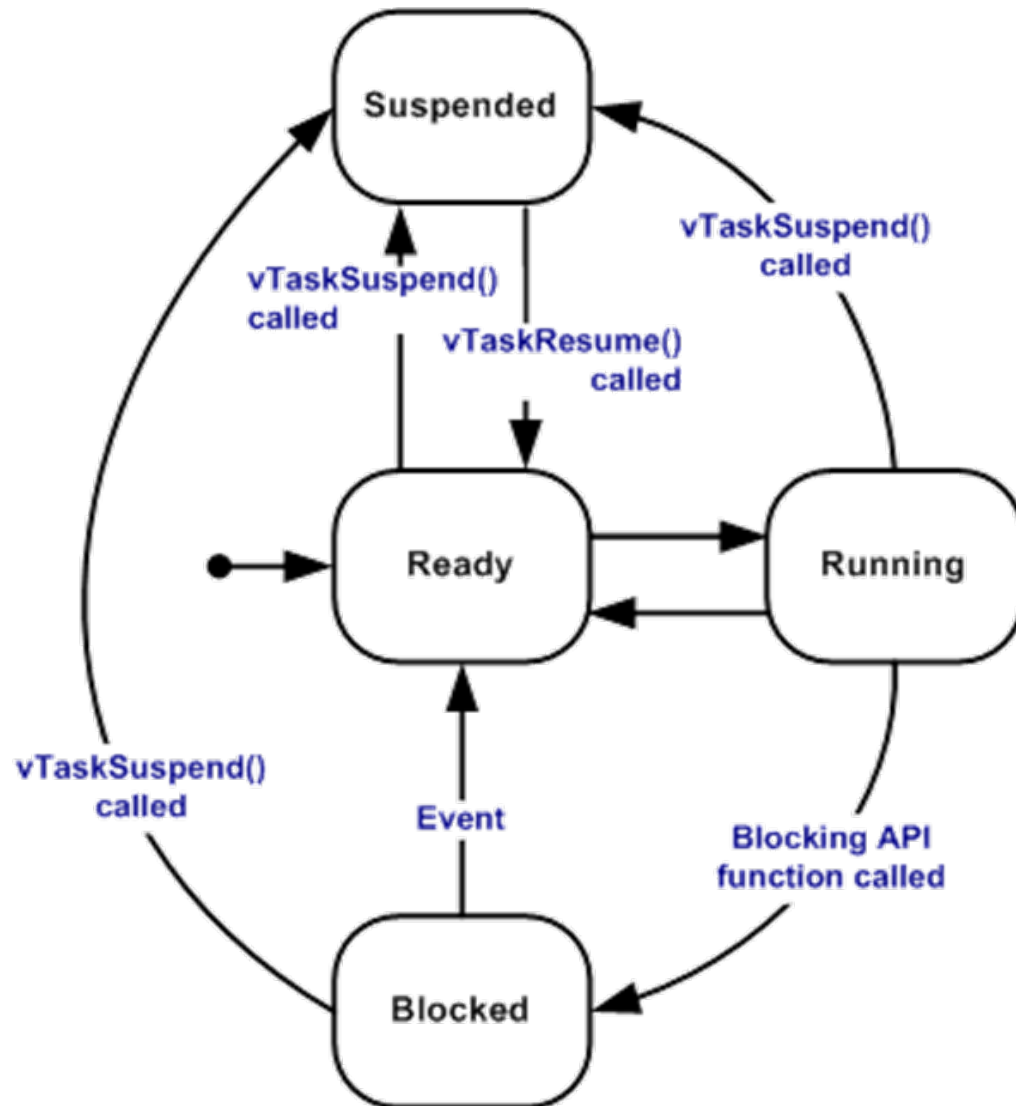 Suspended
vTaskSuspend()
called
vTaskSuspend()
called
vTaskResume()
called
Ready
Running
vTaskSuspend()
called
Event
Blocking API
function called
Blocked